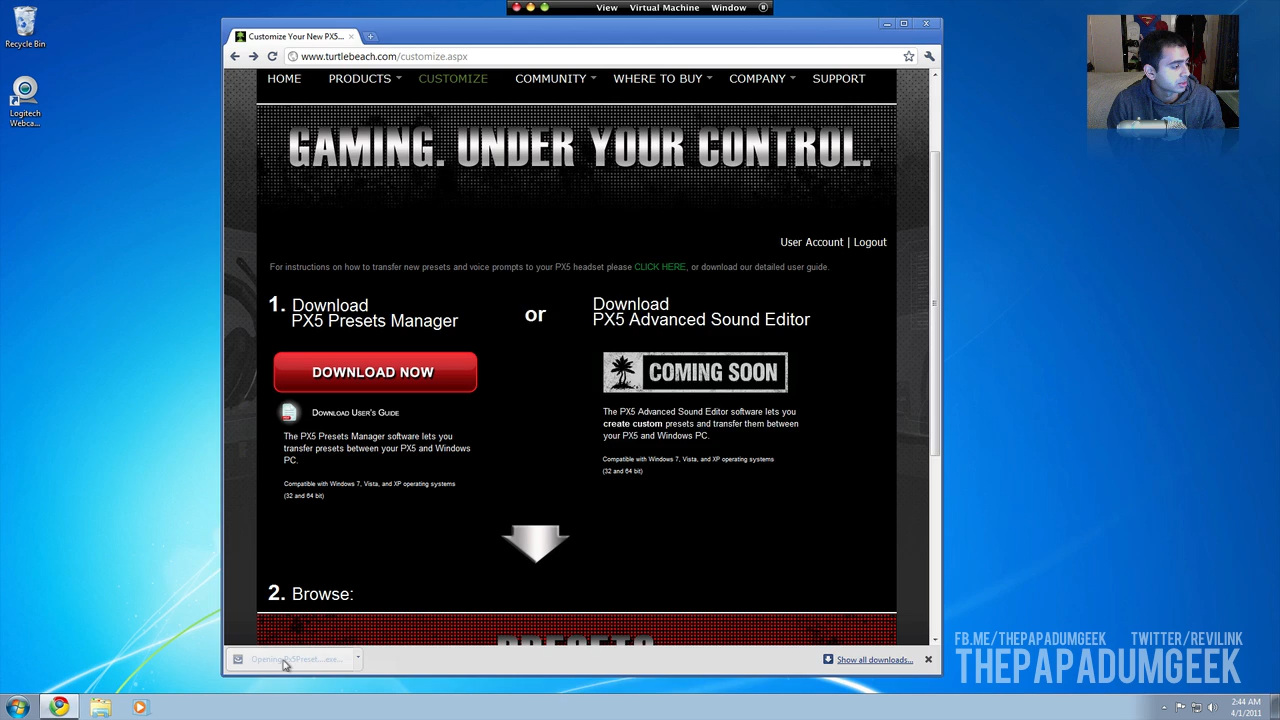 View Virtual Machine Window
Recycle Bin
Logitech
Webca...
Customize Your New PX5...
www.turtlebeach.com/customize.aspx
HOME PRODUCTS CUSTOMIZE COMMUNITY WHERE TO BUY COMPANY SUPPORT
GAMING. UNDER YOUR CONTROL.
User Account | Logout
For instructions on how to transfer new presets and voice prompts to your PX5 headset please CLICK HERE, or download our detailed user guide.
1. Download
PX5 Presets Manager
or
Download
PX5 Advanced Sound Editor
DOWNLOAD NOW
COMING SOON
DOWNLOAD USER'S GUIDE
The PX5 Presets Manager software lets you
transfer presets between your PX5 and Windows
PC.
Compatible with Windows 7, Vista, and XP operating systems
(32 and 64 bit)
The PX5 Advanced Sound Editor software lets you
create custom presets and transfer them between
your PX5 and Windows PC.
Compatible with Windows 7, Vista, and XP operating systems
(32 and 64 bit)
2. Browse:
PRESETS
Opening Px5Preset....exe...
Show all downloads...
FB.ME/THEPAPADUMGEEK TWITTER/REVILINK
THEPAPADUMGEEK
2:44 AM
4/1/2011